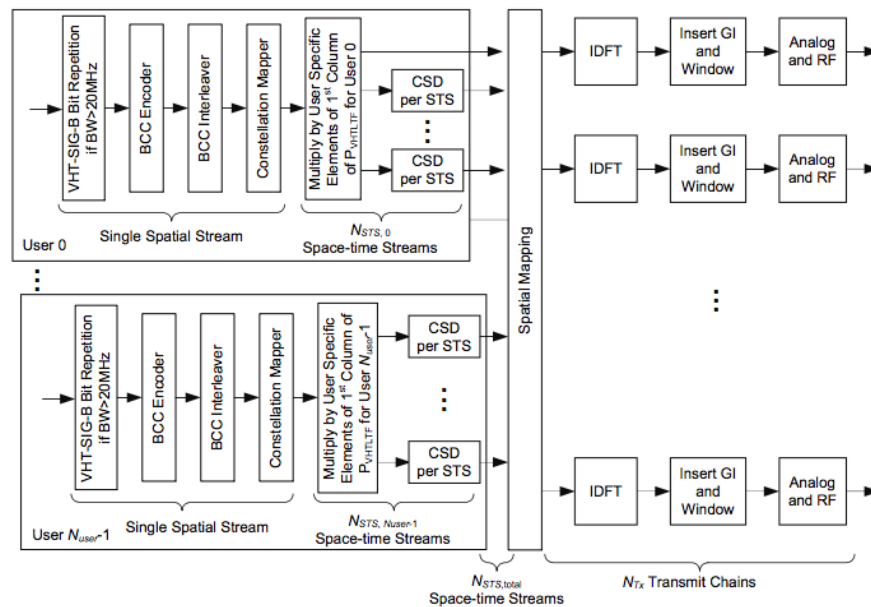 VHT-SIG-B Bit Repetition
if BW>20MHz
BCC Encoder
BCC Interleaver
Constellation Mapper
Multiply by User Specific
Elements of 1st Column
of PVHTLTF for User 0
CSD
per STS
CSD
per STS
Single Spatial Stream
NSTS, 0
Space-time Streams
User 0
VHT-SIG-B Bit Repetition
if BW>20MHz
BCC Encoder
BCC Interleaver
Constellation Mapper
Multiply by User Specific
Elements of 1st Column of
PVHTLTF for User Nuser-1
CSD
per STS
CSD
per STS
Single Spatial Stream
NSTS, Nuser-1
Space-time Streams
User Nuser-1
Spatial Mapping
NSTS,total
Space-time Streams
IDFT
Insert GI
and
Window
Analog
and RF
IDFT
Insert GI
and
Window
Analog
and RF
IDFT
Insert GI
and
Window
Analog
and RF
NTx Transmit Chains